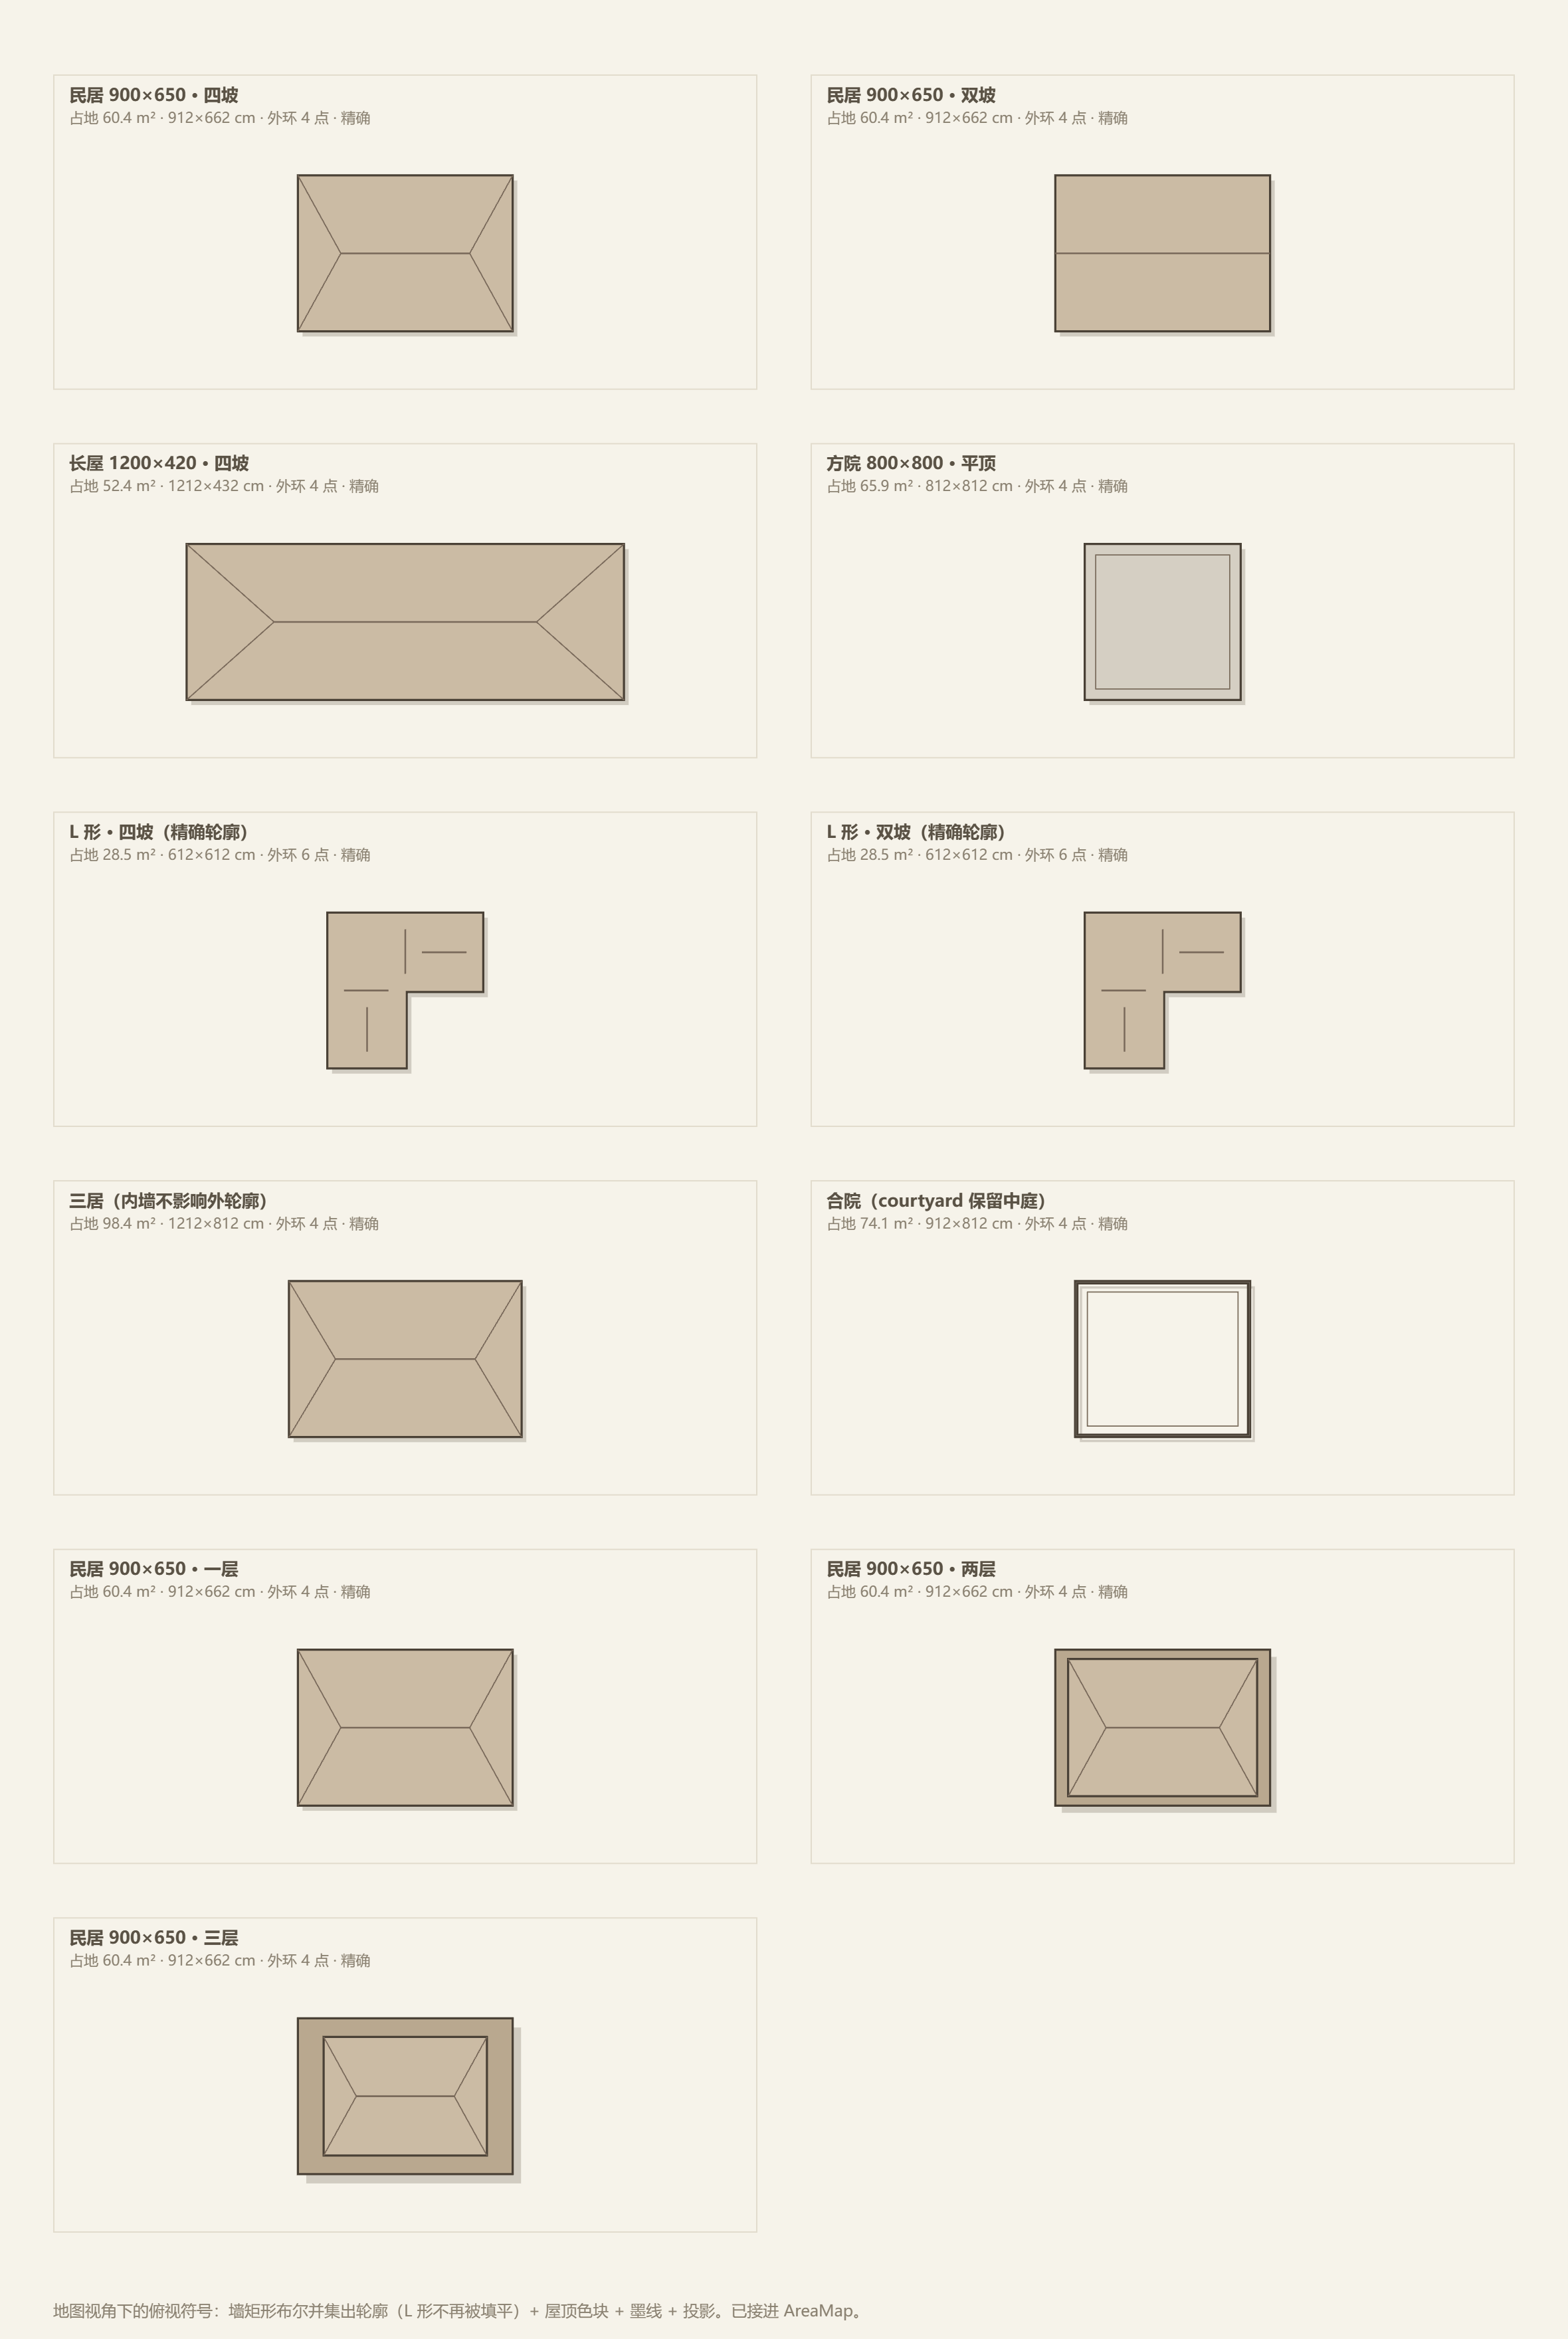 民居 900×650 • 四坡
占地 60.4 m² · 912×662 cm · 外环 4 点 · 精确
民居 900×650 • 双坡
占地 60.4 m² · 912×662 cm · 外环 4 点 · 精确
长屋 1200×420 • 四坡
占地 52.4 m² · 1212×432 cm · 外环 4 点 · 精确
方院 800×800 • 平顶
占地 65.9 m² · 812×812 cm · 外环 4 点 · 精确
L 形 • 四坡（精确轮廓）
占地 28.5 m² · 612×612 cm · 外环 6 点 · 精确
L 形 • 双坡（精确轮廓）
占地 28.5 m² · 612×612 cm · 外环 6 点 · 精确
三居（内墙不影响外轮廓）
占地 98.4 m² · 1212×812 cm · 外环 4 点 · 精确
合院（courtyard 保留中庭）
占地 74.1 m² · 912×812 cm · 外环 4 点 · 精确
民居 900×650 • 一层
占地 60.4 m² · 912×662 cm · 外环 4 点 · 精确
民居 900×650 • 两层
占地 60.4 m² · 912×662 cm · 外环 4 点 · 精确
民居 900×650 • 三层
占地 60.4 m² · 912×662 cm · 外环 4 点 · 精确
地图视角下的俯视符号：墙矩形布尔并集出轮廓（L 形不再被填平）+ 屋顶色块 + 墨线 + 投影。已接进 AreaMap。